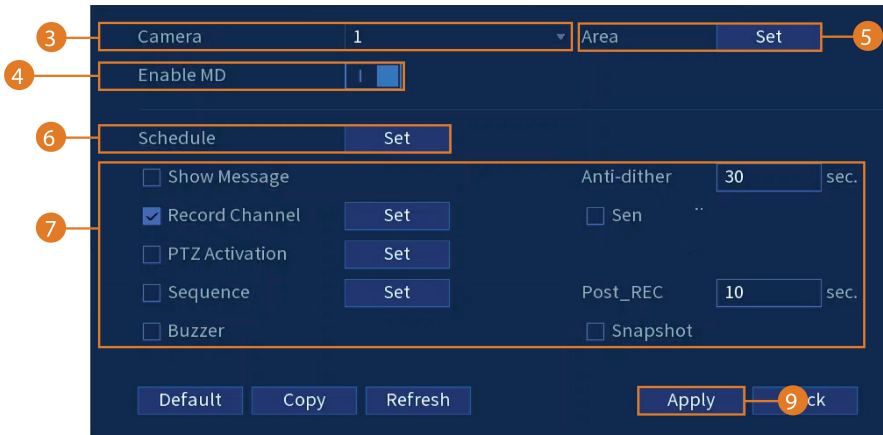 3 Camera 1 Area Set 5
4 Enable MD
6 Schedule Set
Show Message Anti-dither 30 sec.
7 Record Channel Set Sen
PTZ Activation Set
Sequence Set Post_REC 10 sec.
Buzzer Snapshot
Default Copy Refresh Apply 9 ck